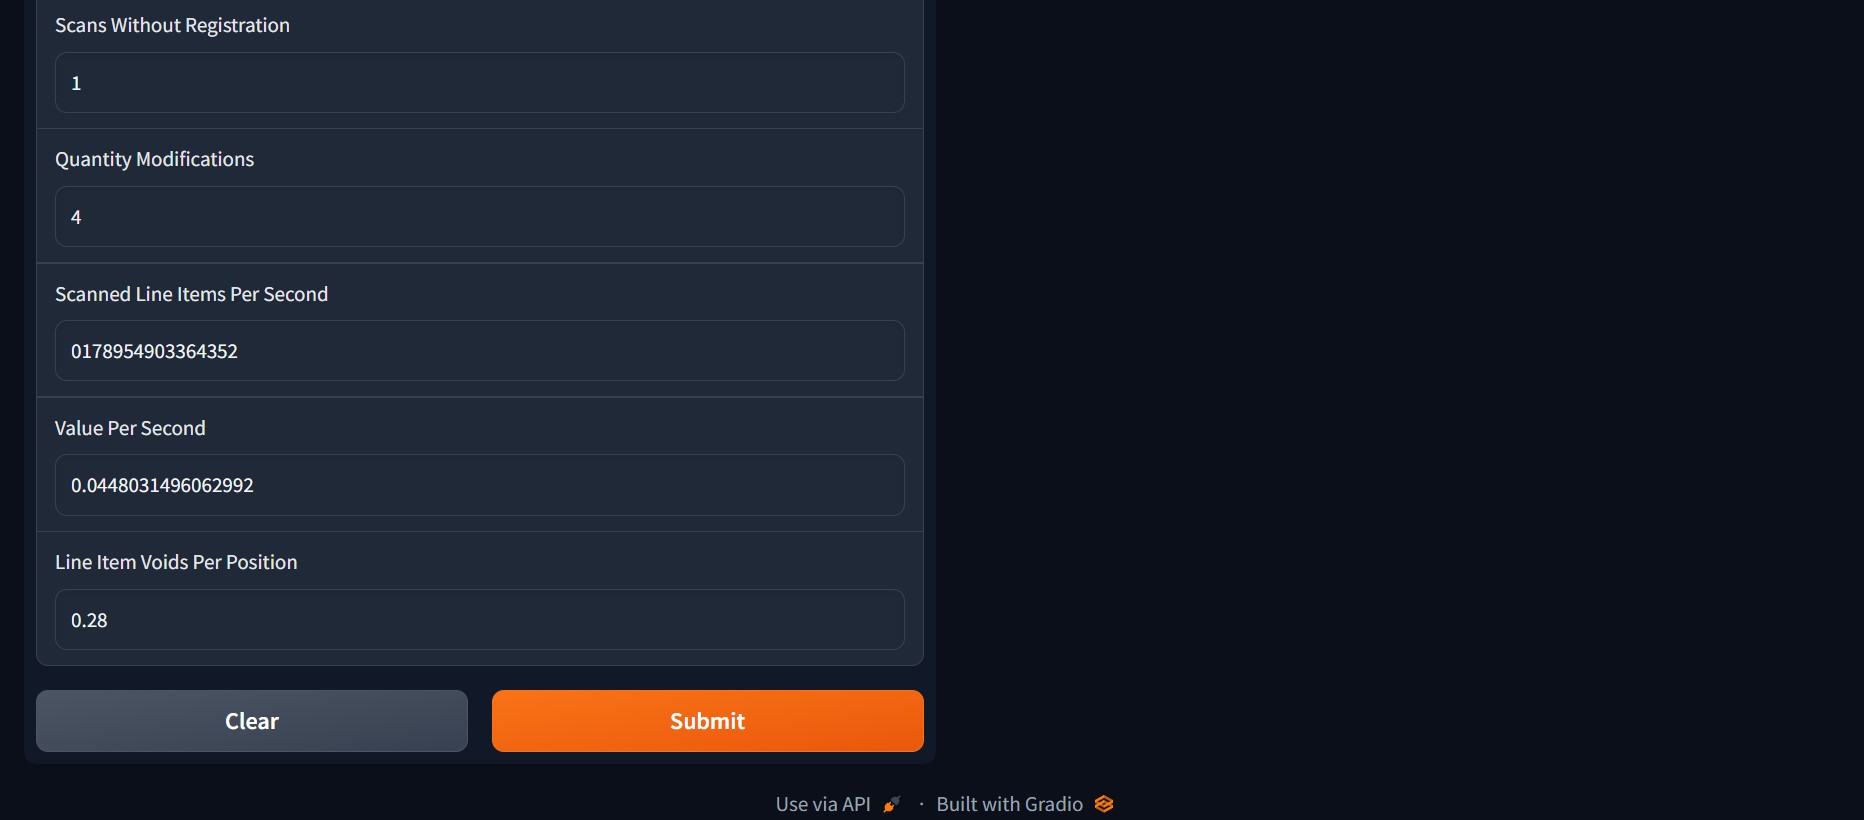 Scans Without Registration
1
Quantity Modifications
4
Scanned Line Items Per Second
0178954903364352
Value Per Second
0.0448031496062992
Line Item Voids Per Position
0.28
Clear Submit
Use via API · Built with Gradio